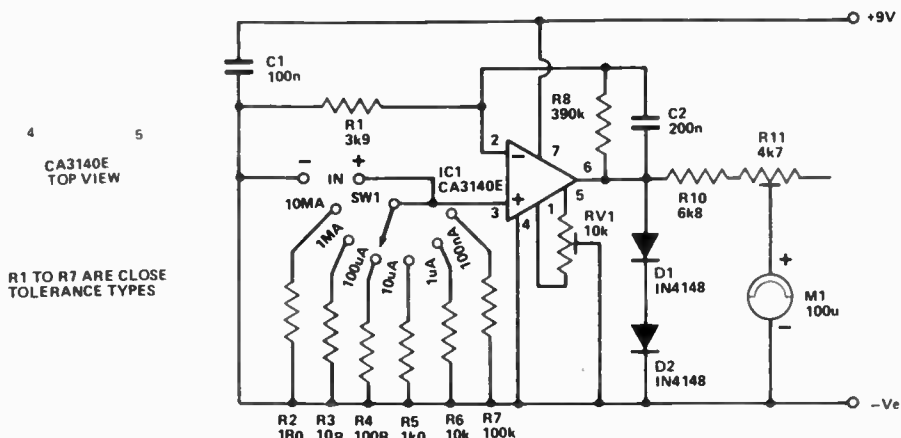 +9V
C1
100n
R1
3k9
R8
390k
C2
200n
R11
4k7
4 5
CA3140E
TOP VIEW
- +
IN
SW1
IC1
CA3140E
2
7
6
3
4
1
5
RV1
10k
R10
6k8
10MA
1MA
100uA
10uA
1uA
100nA
R1 TO R7 ARE CLOSE
TOLERANCE TYPES
D1
IN4148
M1
100u
+
-
D2
IN4148
-Ve
R2 R3 R4 R5 R6 R7
1R0 10R 100R 1k0 10k 100k